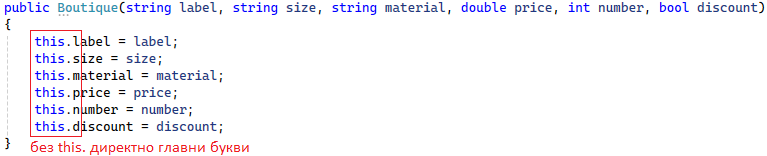 public Boutique(string label, string size, string material, double price, int number, bool discount)
{
this.label = label;
this.size = size;
this.material = material;
this.price = price;
this.number = number;
this.discount = discount;
}
без this. директно главни букви